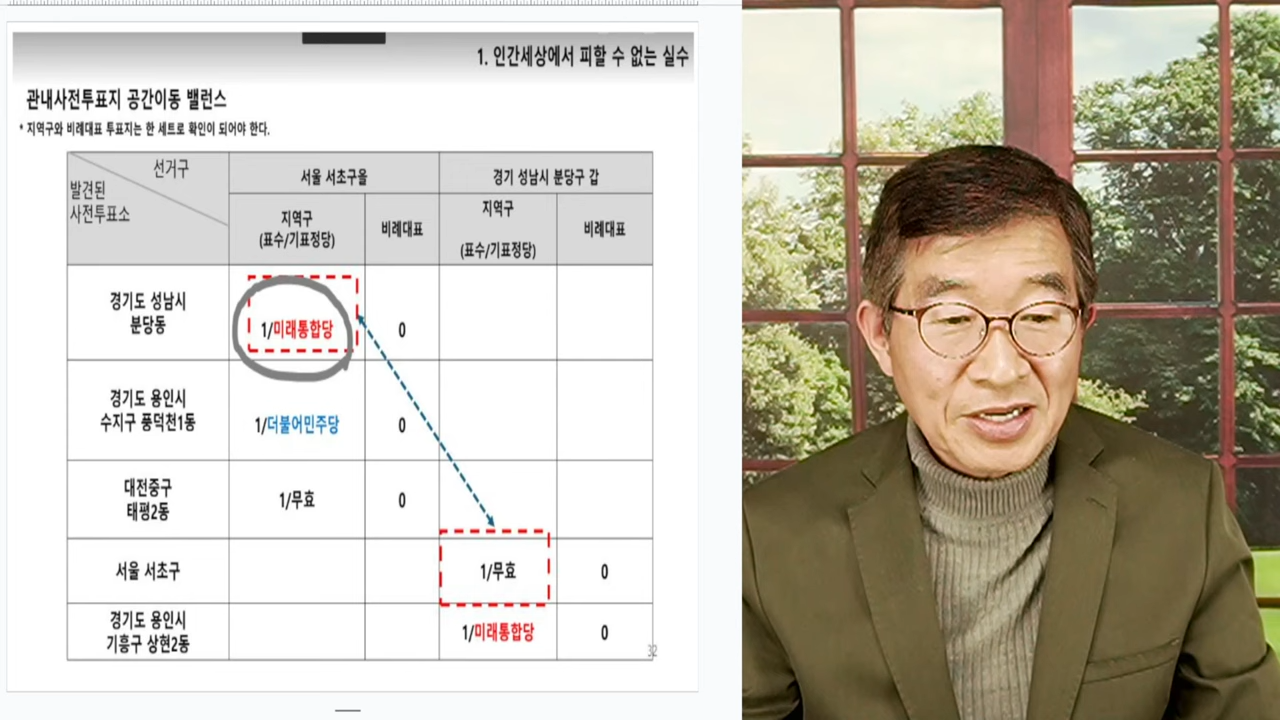 1. 인간세상에서 피할 수 없는 실수
관내사전투표지 공간이동 밸런스
* 지역구와 비례대표 투표지는 한 세트로 확인이 되어야 한다.
선거구
발견된
사전투표소
서울 서초구을
경기 성남시 분당구 갑
지역구
(표수/기표정당)
비례대표
지역구
(표수/기표정당)
비례대표
경기도 성남시
분당동
1/미래통합당
0
경기도 용인시
수지구 풍덕천1동
1/더불어민주당
0
대전중구
태평2동
1/무효
0
서울 서초구
1/무효
0
경기도 용인시
기흥구 상현2동
1/미래통합당
0
32